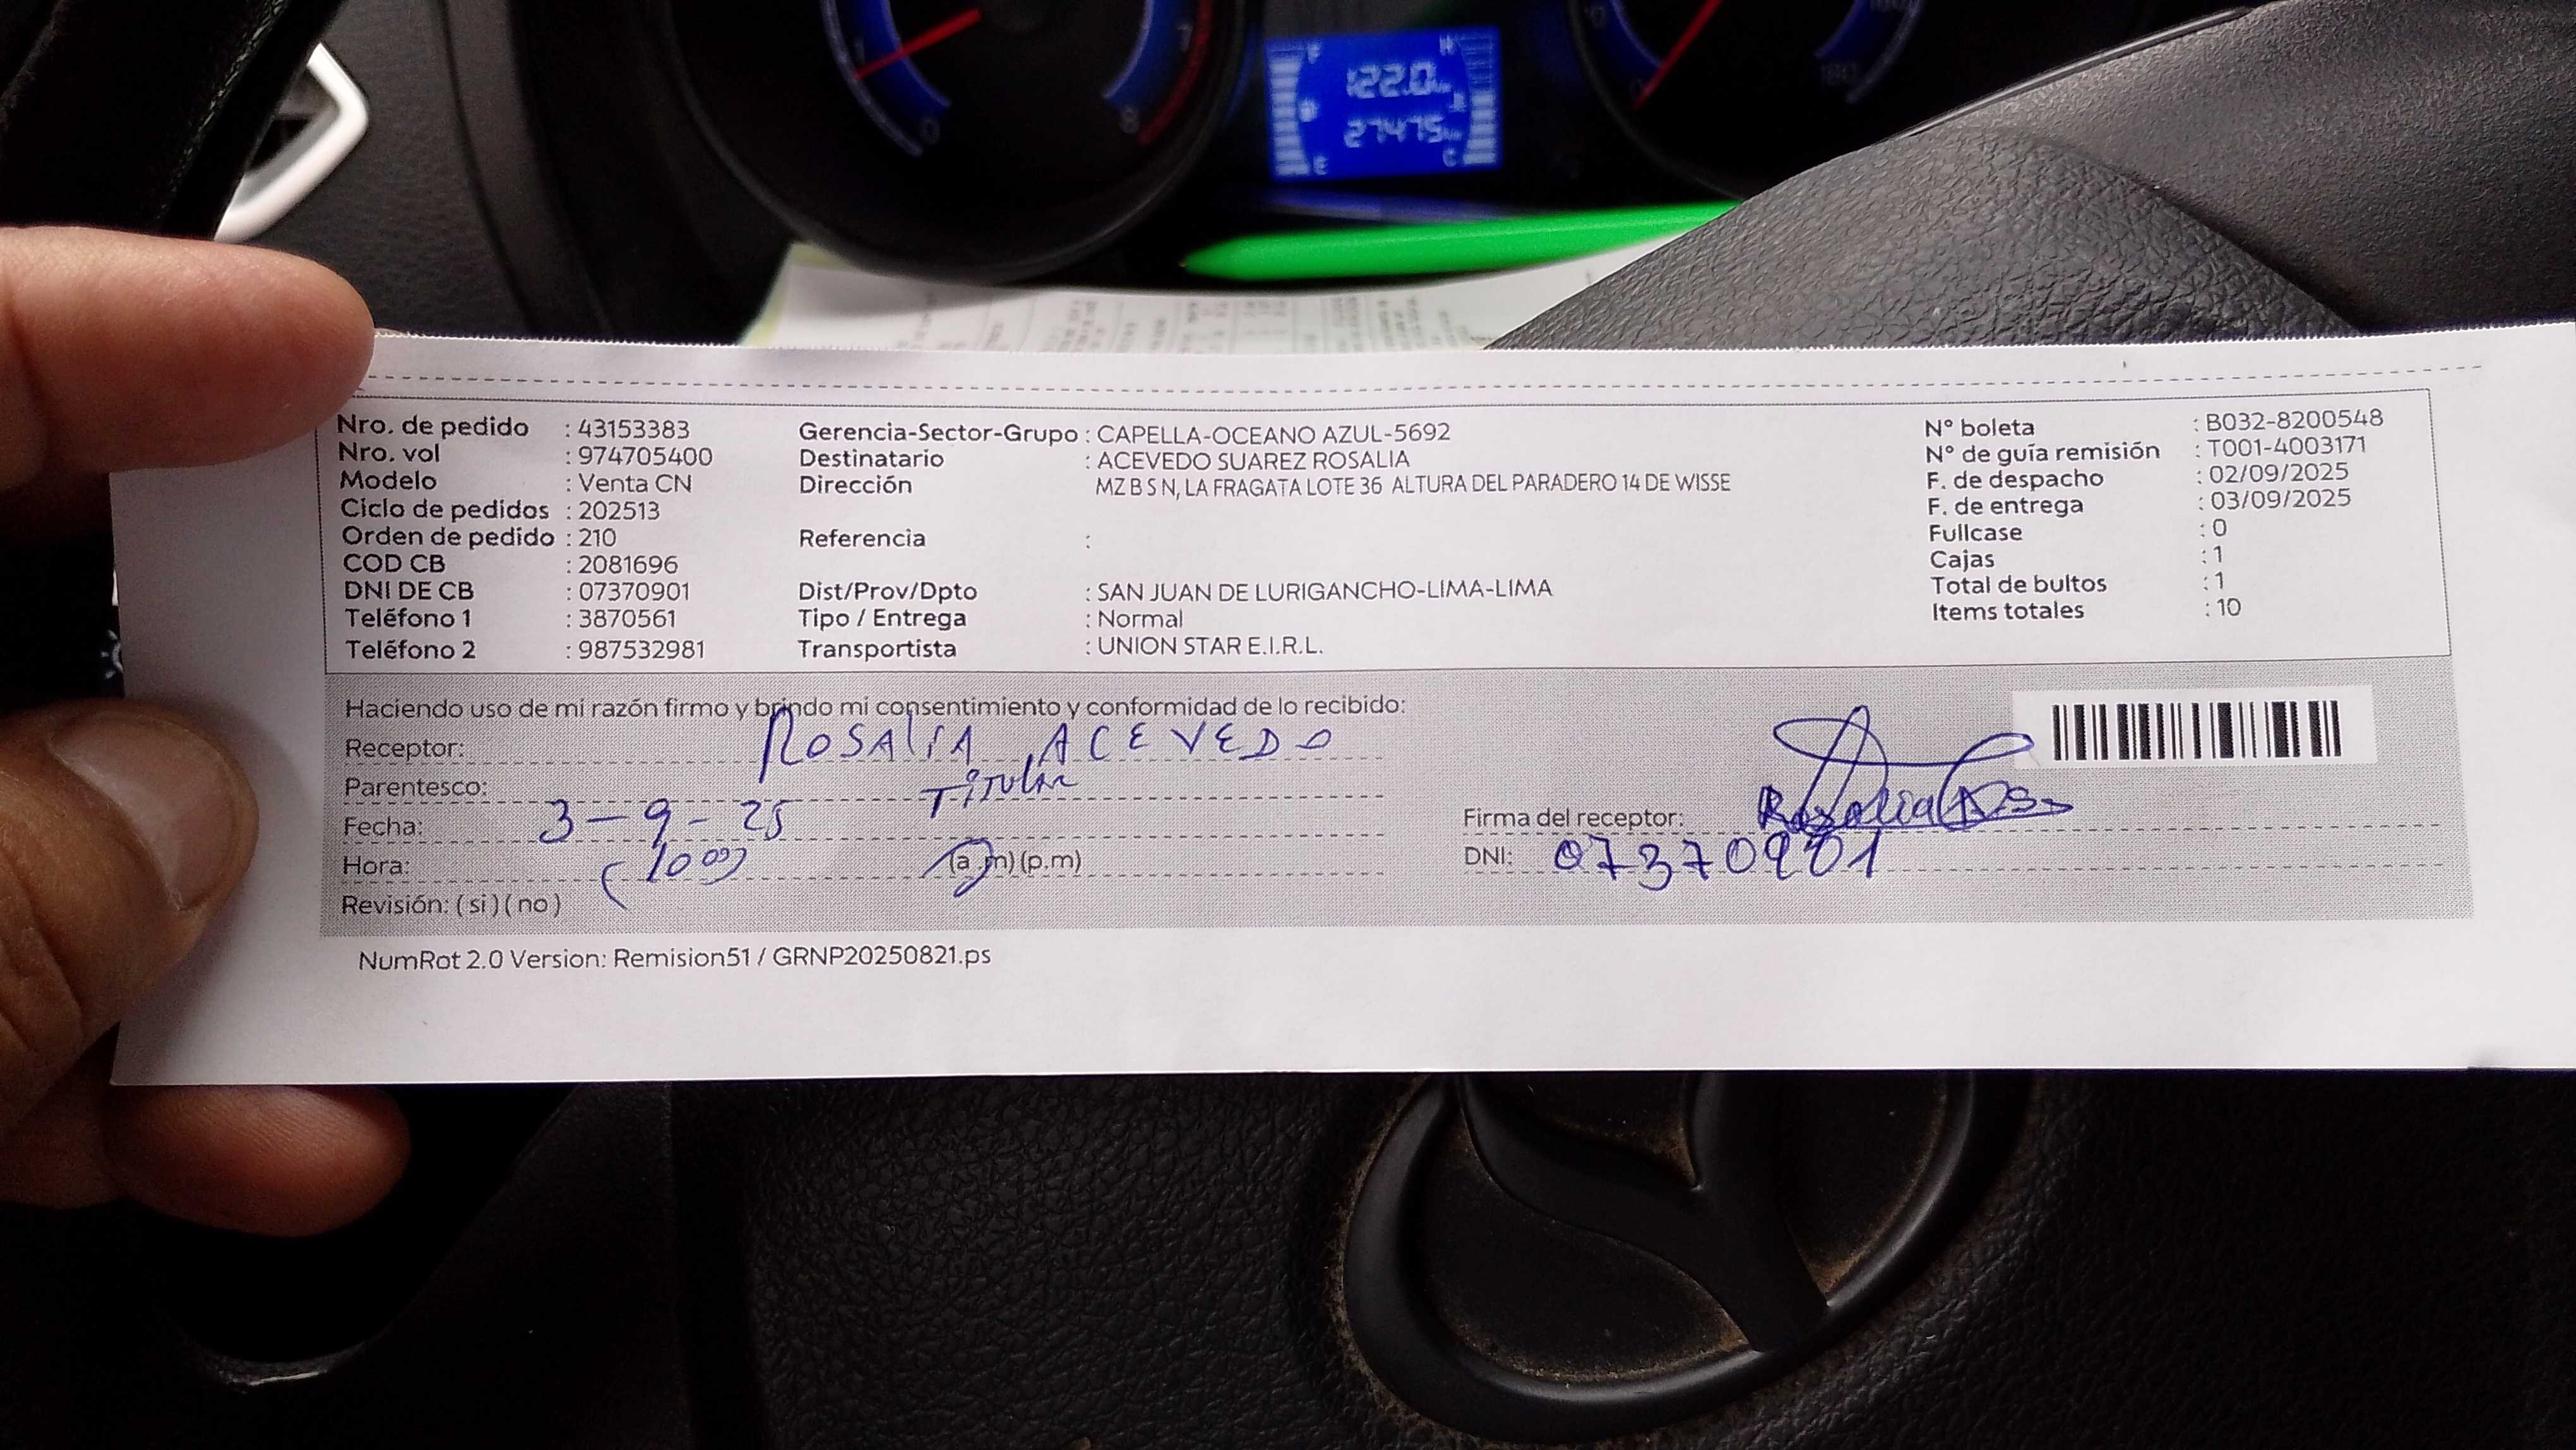 122.0
27475
Nro. de pedido : 43153383
Nro. vol : 974705400
Modelo : Venta CN
Ciclo de pedidos : 202513
Orden de pedido : 210
COD CB : 2081696
DNI DE CB : 07370901
Teléfono 1 : 3870561
Teléfono 2 : 987532981
Gerencia-Sector-Grupo : CAPELLA-OCEANO AZUL-5692
Destinatario : ACEVEDO SUAREZ ROSALIA
Dirección MZ B S N, LA FRAGATA LOTE 36 ALTURA DEL PARADERO 14 DE WISSE
Referencia :
Dist/Prov/Dpto : SAN JUAN DE LURIGANCHO-LIMA-LIMA
Tipo / Entrega : Normal
Transportista : UNION STAR E.I.R.L.
N° boleta : B032-8200548
N° de guía remisión : T001-4003171
F. de despacho : 02/09/2025
F. de entrega : 03/09/2025
Fullcase : 0
Cajas : 1
Total de bultos : 1
Items totales : 10
Haciendo uso de mi razón firmo y brindo mi consentimiento y conformidad de lo recibido:
Receptor: ROSALIA ACEVEDO
Parentesco: Titular
Fecha: 3-9-25
Hora: (10 00) (a.m) (p.m)
Revisión: ( si ) ( no )
Firma del receptor:
DNI: 07370901
NumRot 2.0 Version: Remision51 / GRNP20250821.ps